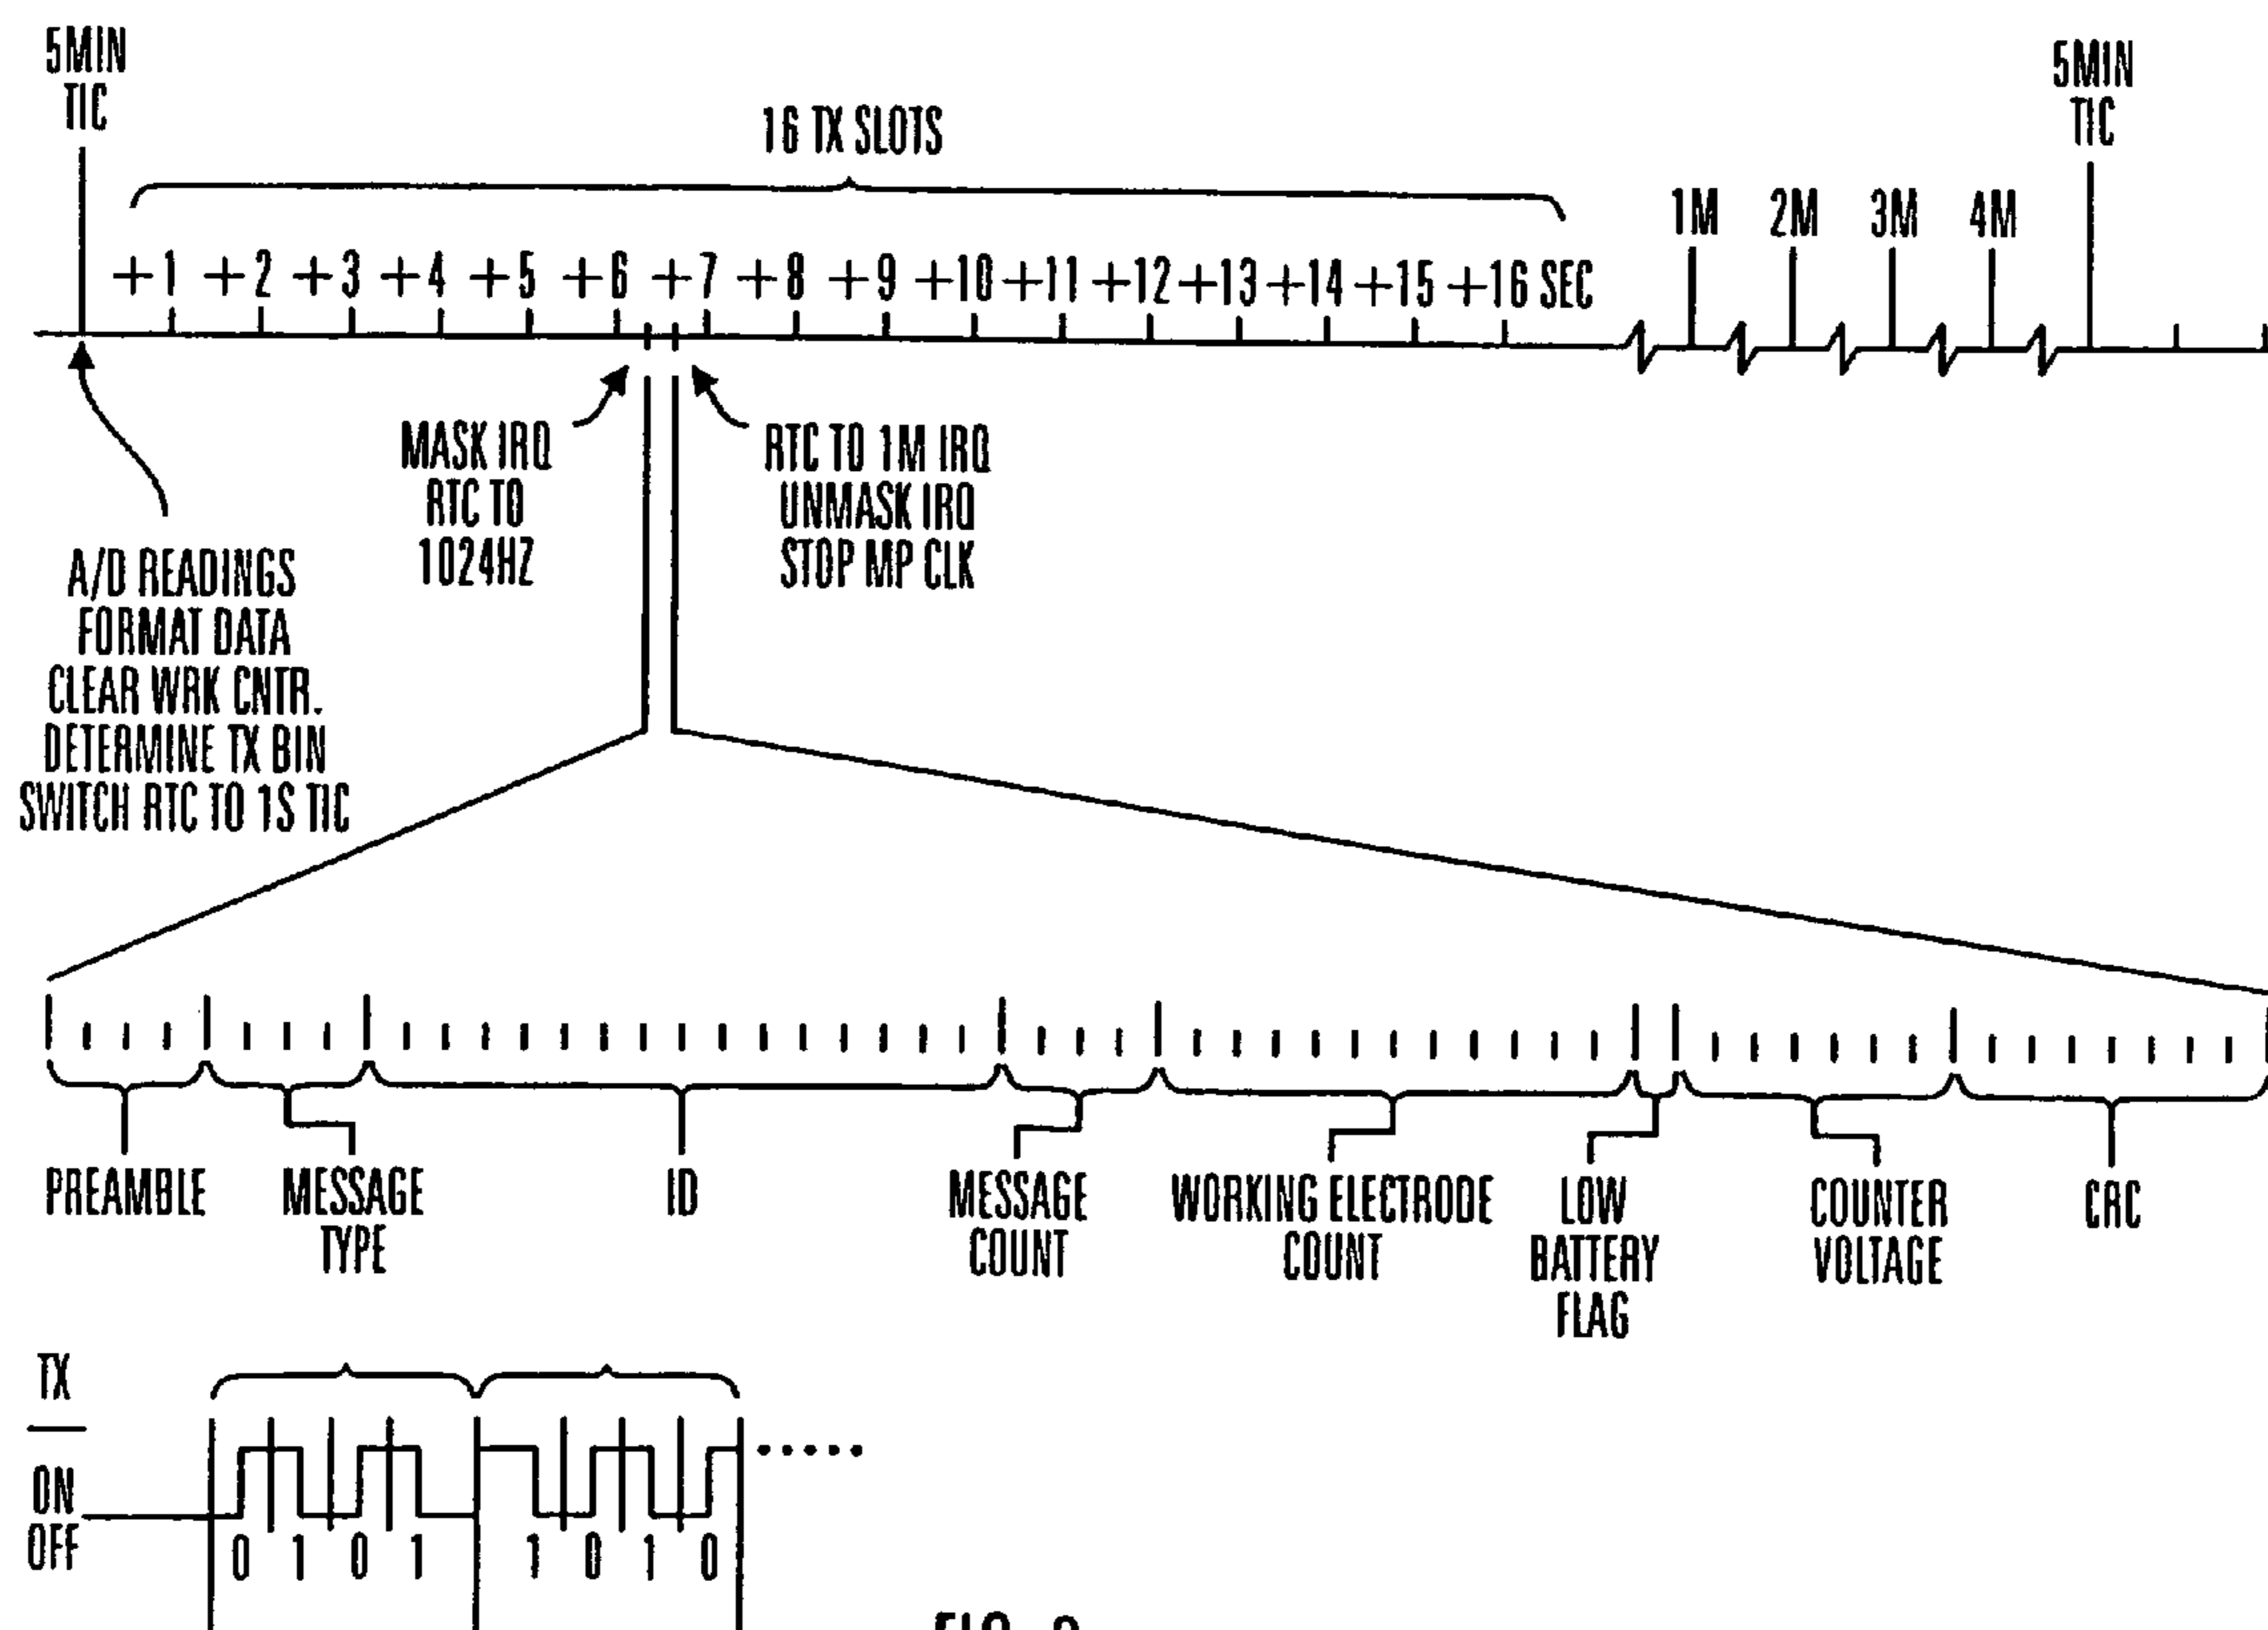 5MIN
TIC
5MIN
TIC
16 TX SLOTS
1M 2M 3M 4M
+1 +2 +3 +4 +5 +6 +7 +8 +9 +10 +11 +12 +13 +14 +15 +16 SEC
MASK IRQ
RTC TO
1024HZ
RTC TO 1M IRQ
UNMASK IRQ
STOP MP CLK
A/D READINGS
FORMAT DATA
CLEAR WRK CNTR.
DETERMINE TX BIN
SWITCH RTC TO 1S TIC
PREAMBLE
MESSAGE
TYPE
ID
MESSAGE
COUNT
WORKING ELECTRODE
COUNT
LOW
BATTERY
FLAG
COUNTER
VOLTAGE
CRC
TX
ON
OFF
0 1 0 1 1 0 1 0